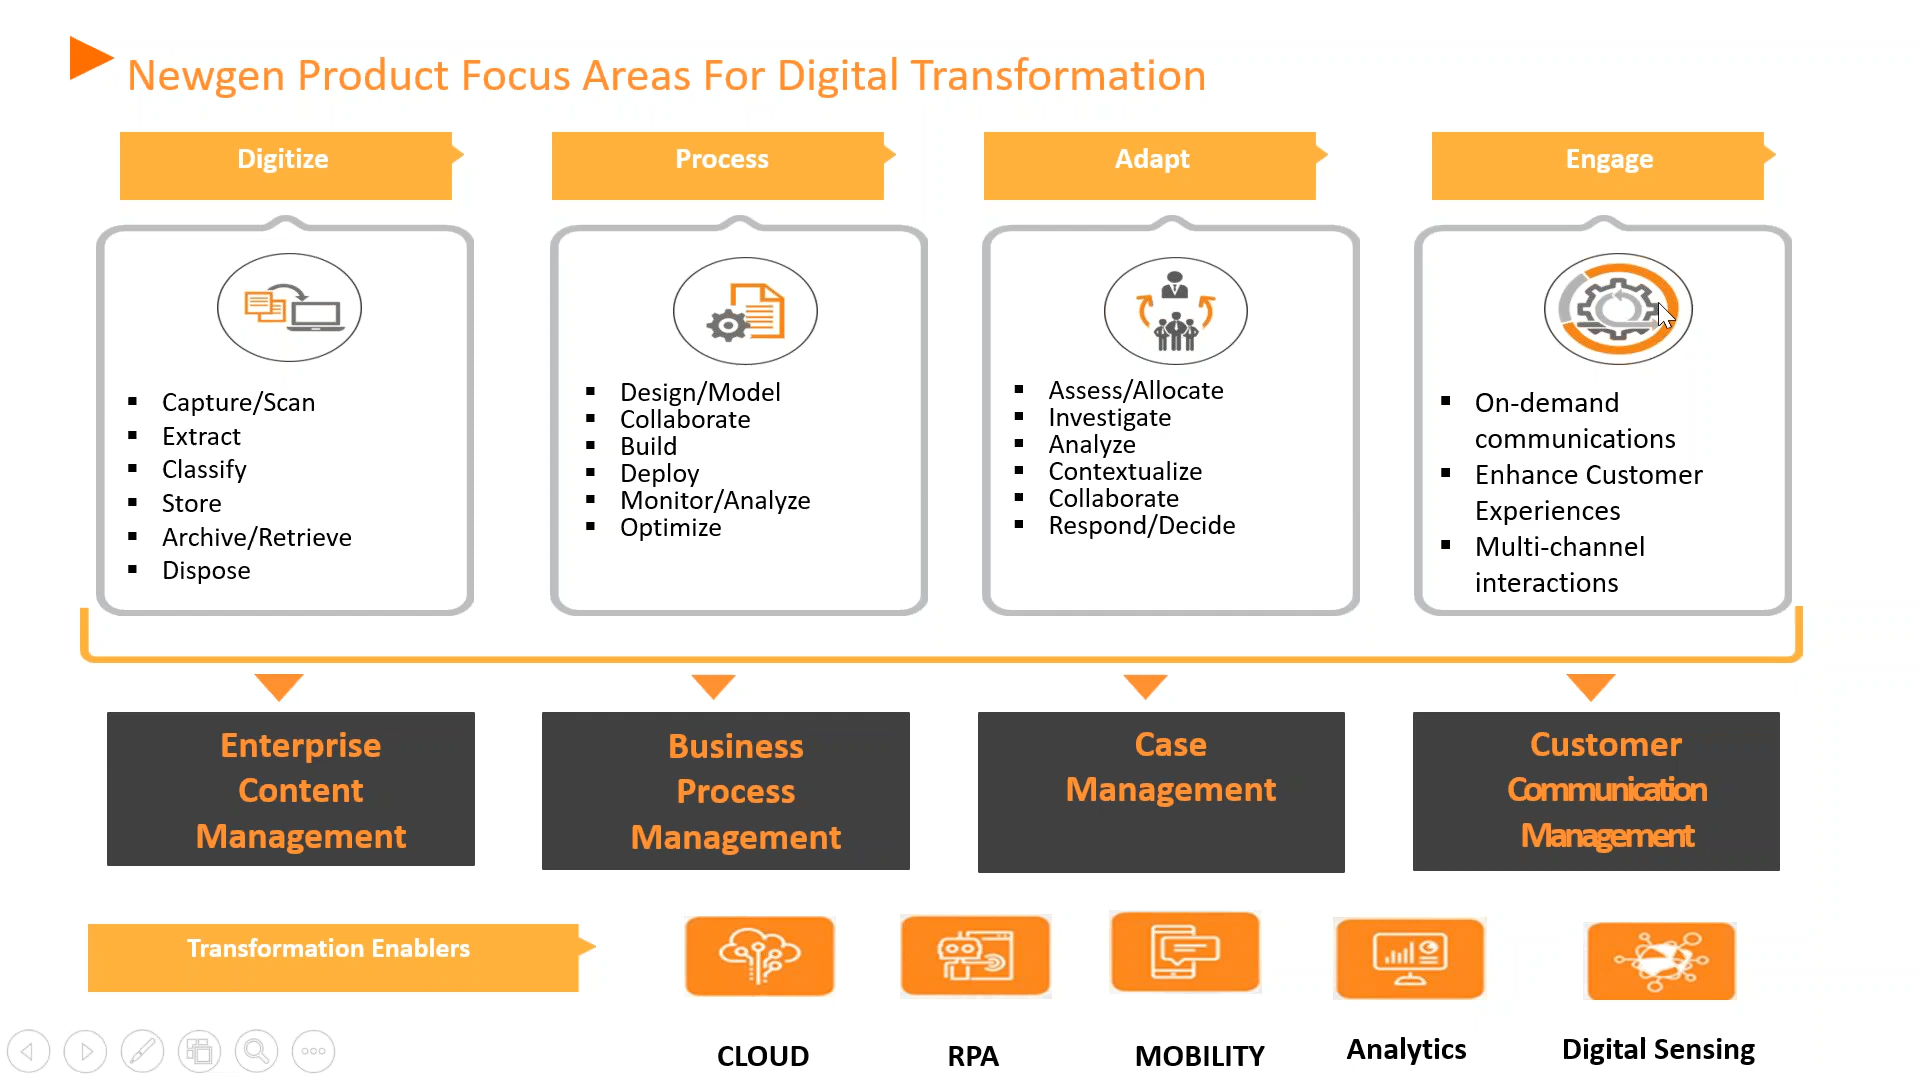 Newgen Product Focus Areas For Digital Transformation
Digitize
Process
Adapt
Engage
Capture/Scan
Extract
Classify
Store
Archive/Retrieve
Dispose
Design/Model
Collaborate
Build
Deploy
Monitor/Analyze
Optimize
Assess/Allocate
Investigate
Analyze
Contextualize
Collaborate
Respond/Decide
On-demand
communications
Enhance Customer
Experiences
Multi-channel
interactions
Enterprise
Content
Management
Business
Process
Management
Case
Management
Customer
Communication
Management
Transformation Enablers
CLOUD
RPA
MOBILITY
Analytics
Digital Sensing